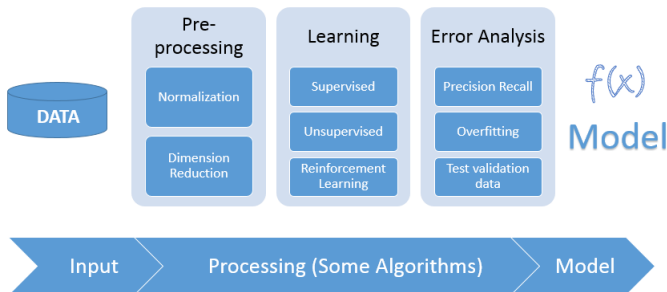 DATA
Pre-
processing
Normalization
Dimension
Reduction
Learning
Supervised
Unsupervised
Reinforcement
Learning
Error Analysis
Precision Recall
Overfitting
Test validation
data
f(x)
Model
Input
Processing (Some Algorithms)
Model